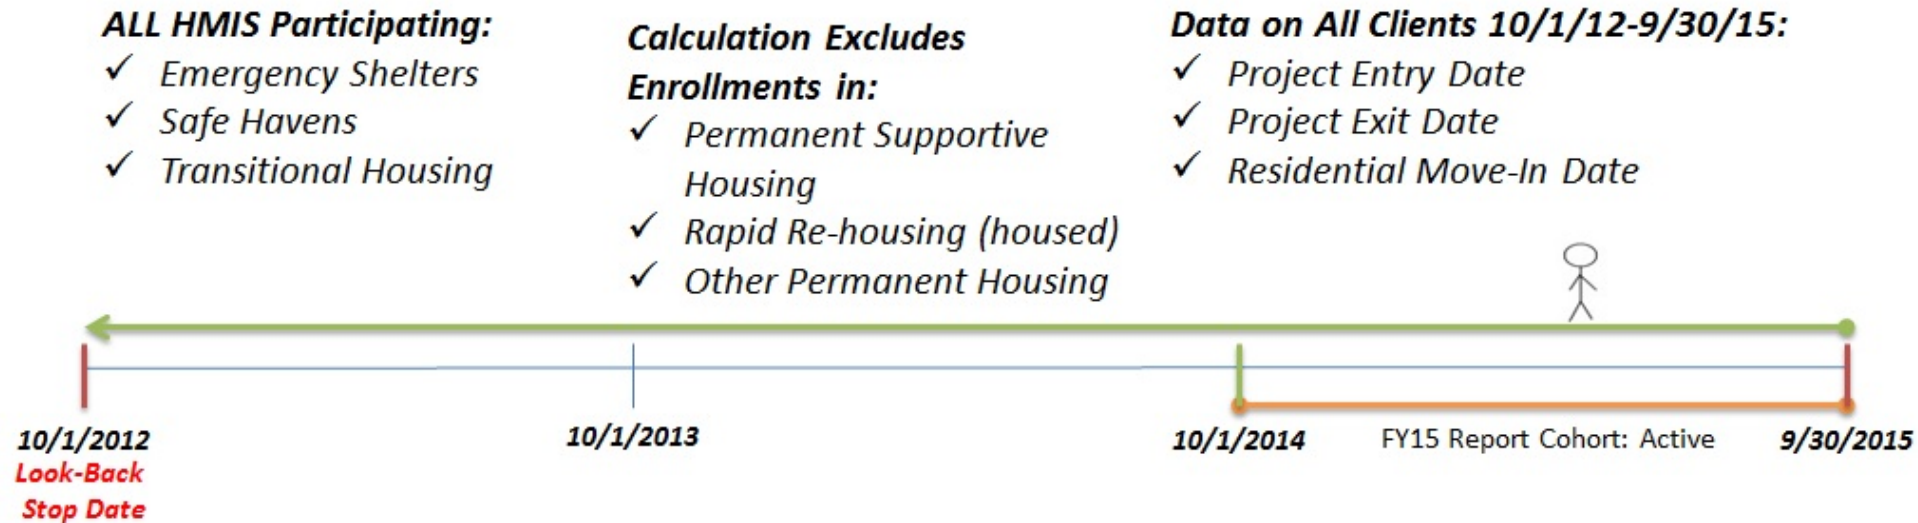 ALL HMIS Participating:
✓ Emergency Shelters
✓ Safe Havens
✓ Transitional Housing
Calculation Excludes
Enrollments in:
✓ Permanent Supportive
Housing
✓ Rapid Re-housing (housed)
✓ Other Permanent Housing
Data on All Clients 10/1/12-9/30/15:
✓ Project Entry Date
✓ Project Exit Date
✓ Residential Move-In Date
10/1/2012
Look-Back
Stop Date
10/1/2013
10/1/2014
FY15 Report Cohort: Active
9/30/2015